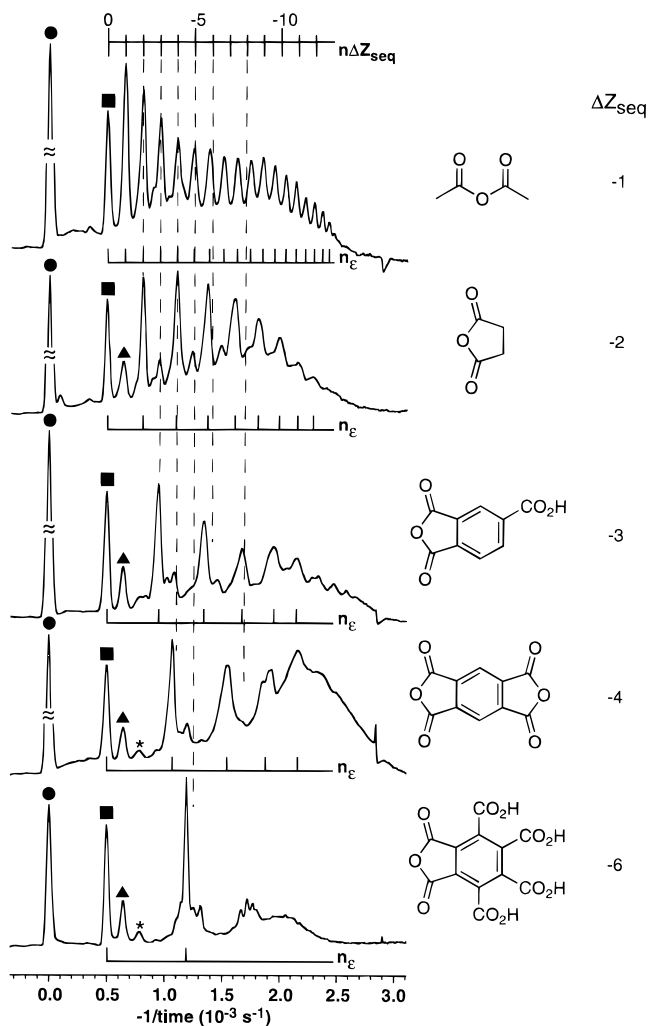 0 -5 -10
nΔZseq
ΔZseq
O O
O
-1
nε
O
O
O
-2
nε
O
CO2H
O
O
-3
nε
O O
O O
O O
-4
*
nε
CO2H
O
CO2H
O
CO2H
O
CO2H
-6
*
nε
0.0 0.5 1.0 1.5 2.0 2.5 3.0
-1/time (10-3 s-1)